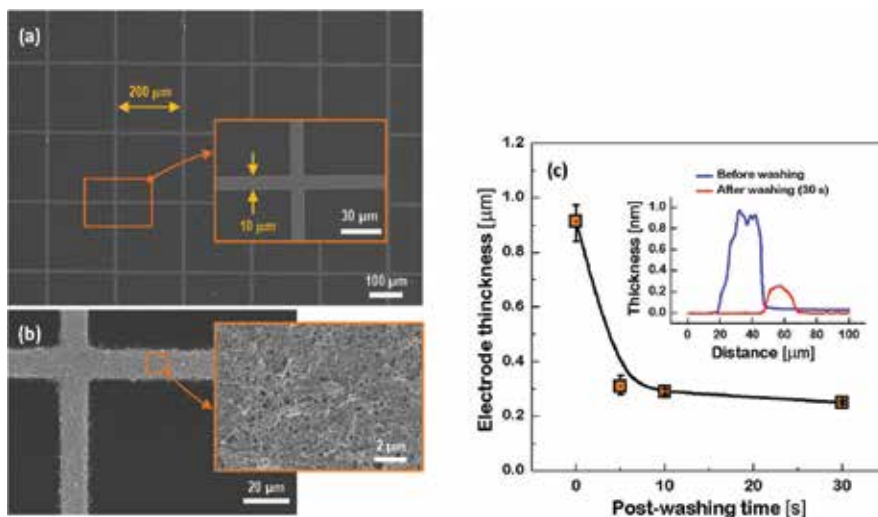 (a)
200 µm
10 µm
30 µm
100 µm
(b)
2 µm
20 µm
(c)
Before washing
After washing (30 s)
1.2
1.0
0.8
0.6
0.4
0.2
0.0
Electrode thinckness [µm]
0
10
20
30
Post-washing time [s]
1.0
0.8
0.6
0.4
0.2
0.0
Thickness [nm]
0 20 40 60 80 100
Distance [µm]